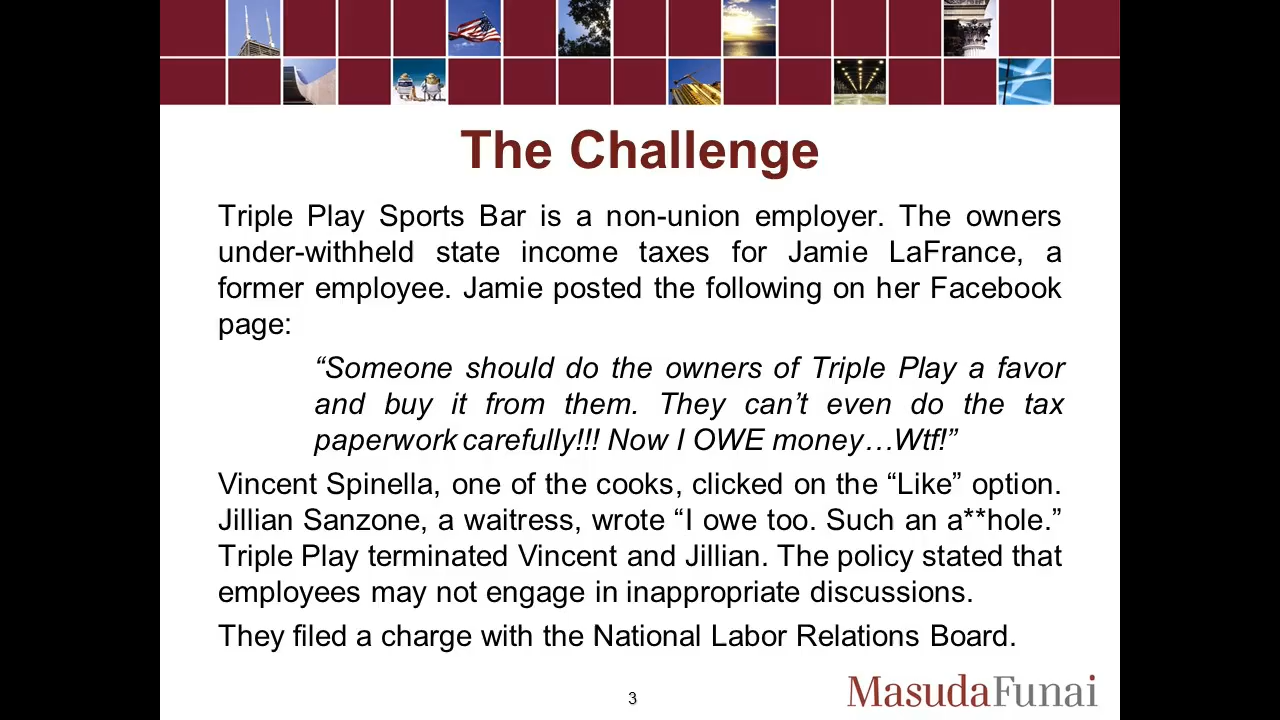 The Challenge
Triple Play Sports Bar is a non-union employer. The owners
under-withheld state income taxes for Jamie LaFrance, a
former employee. Jamie posted the following on her Facebook
page:
“Someone should do the owners of Triple Play a favor
and buy it from them. They can’t even do the tax
paperwork carefully!!! Now I OWE money…Wtf!”
Vincent Spinella, one of the cooks, clicked on the “Like” option.
Jillian Sanzone, a waitress, wrote “I owe too. Such an a**hole.”
Triple Play terminated Vincent and Jillian. The policy stated that
employees may not engage in inappropriate discussions.
They filed a charge with the National Labor Relations Board.
3
MasudaFunai